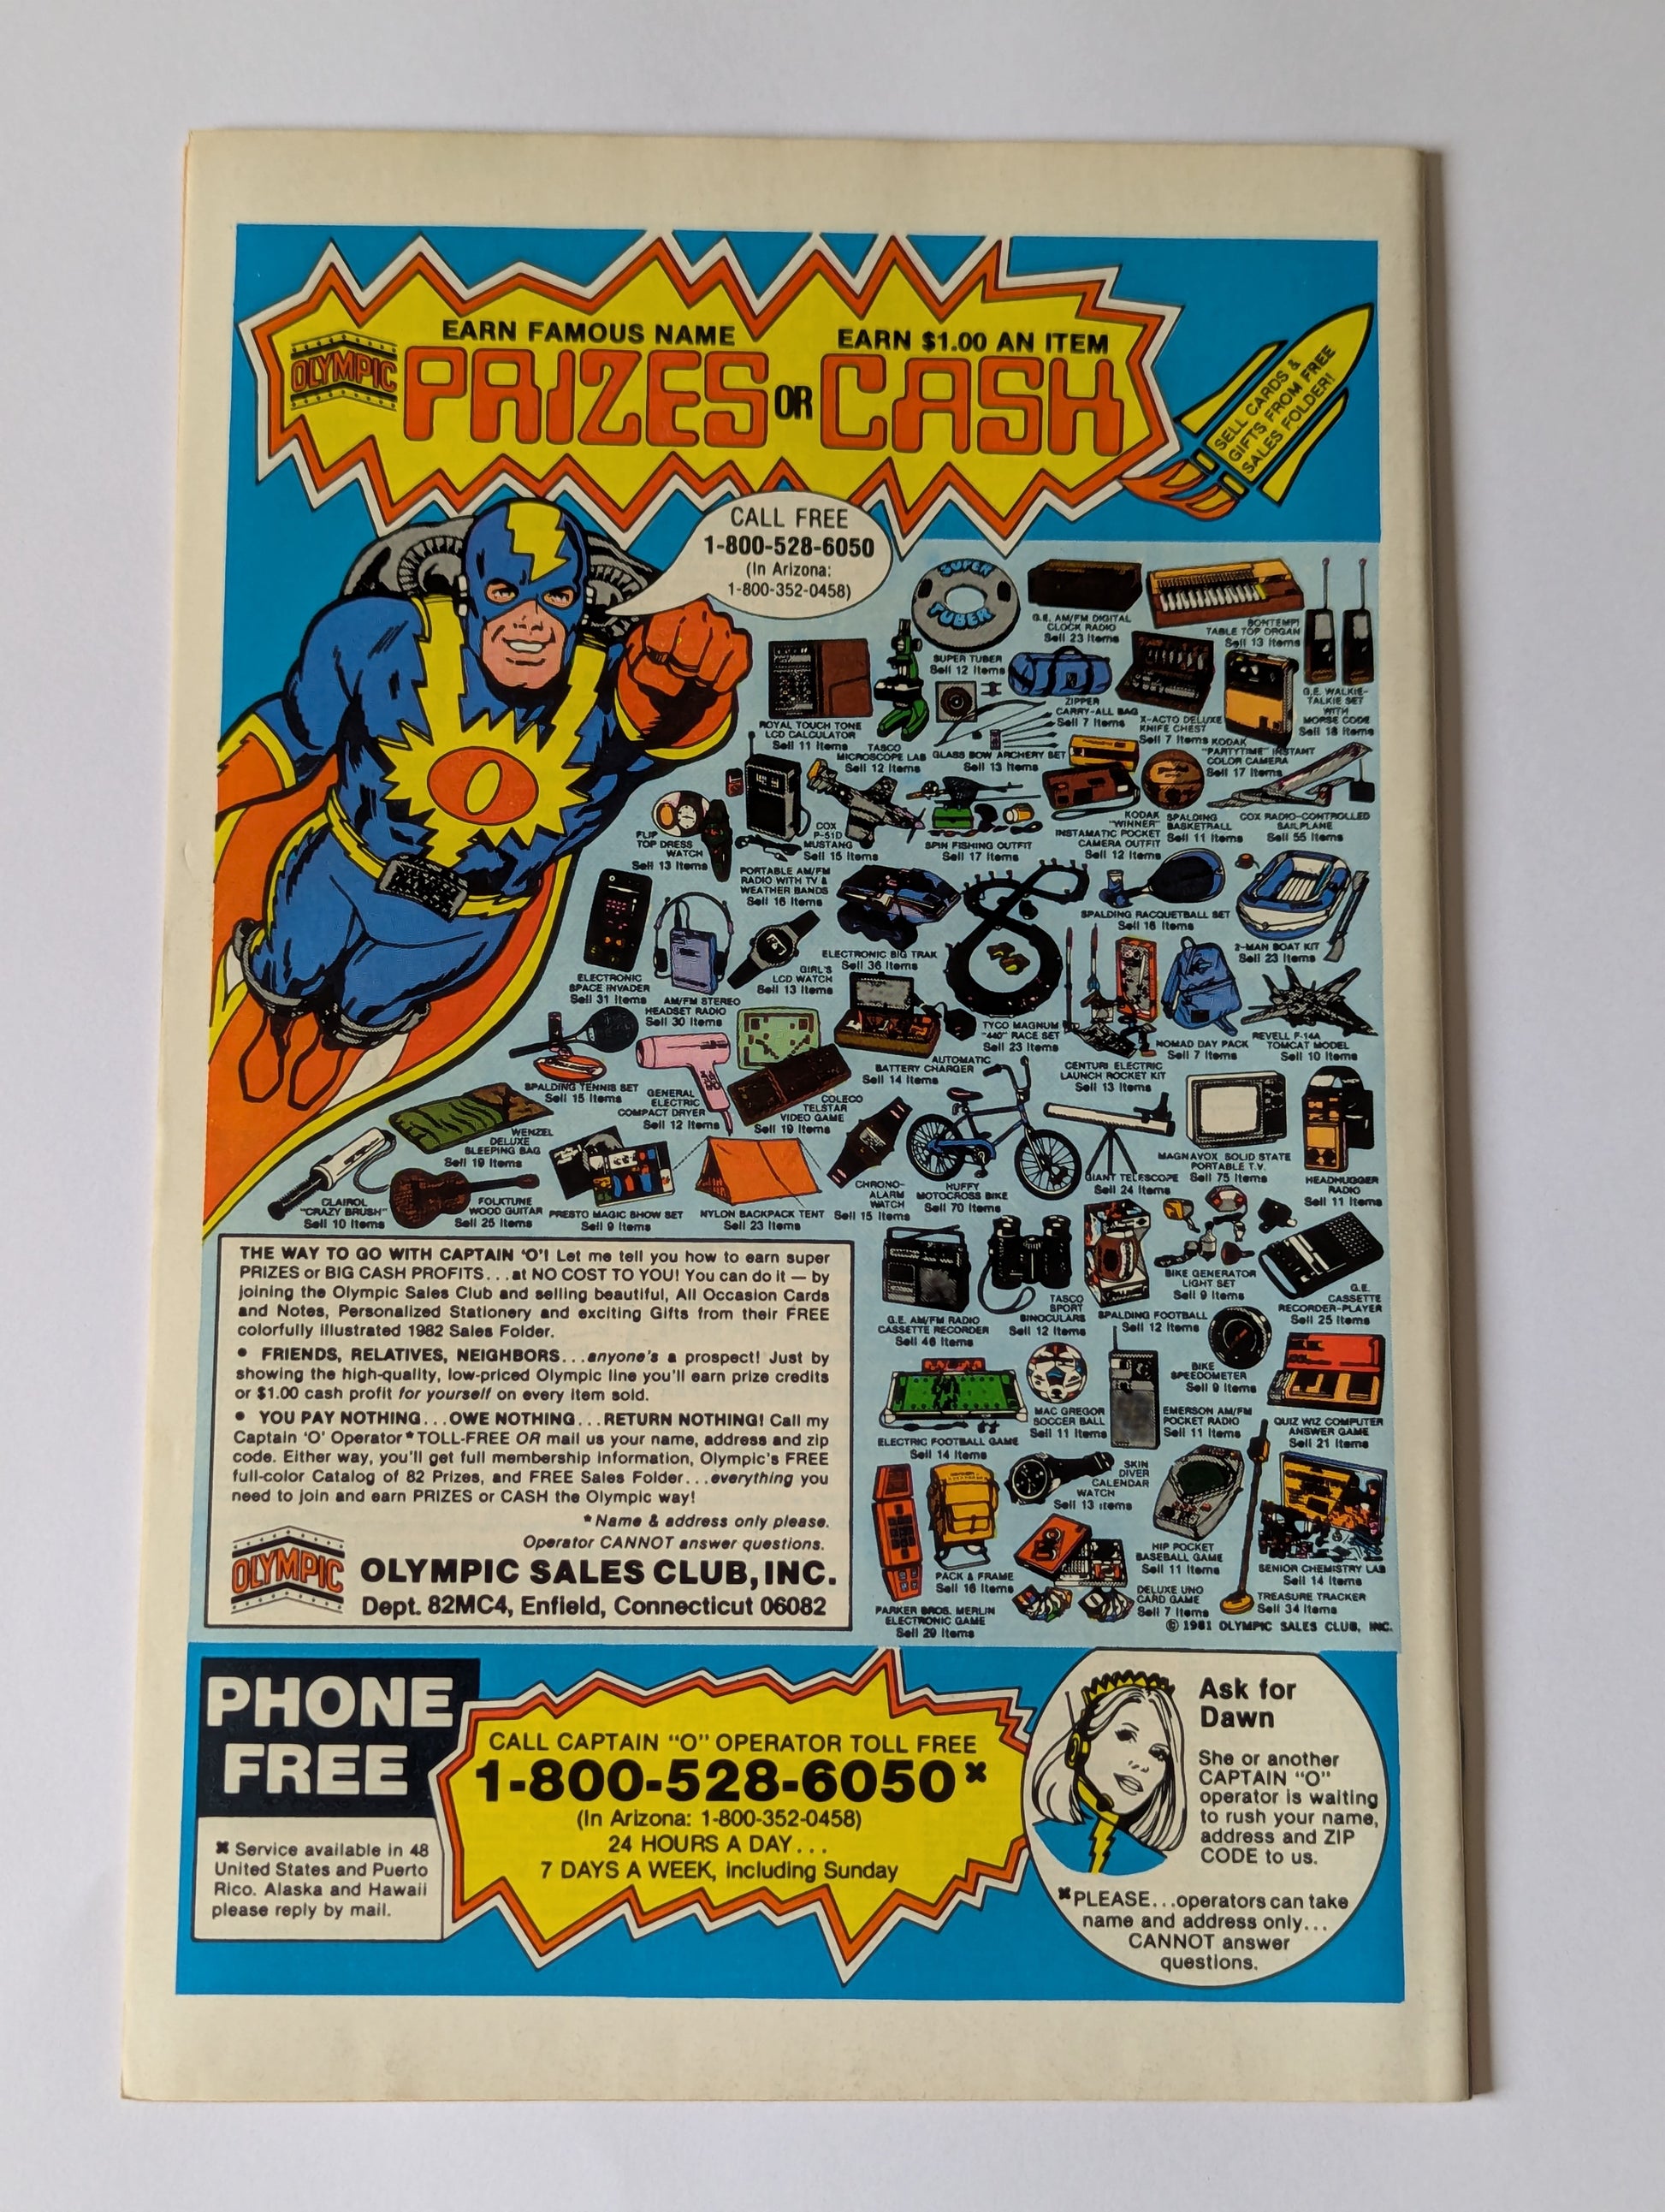 EARN FAMOUS NAME
EARN $1.00 AN ITEM
OLYMPIC
PRIZES OR CASH
SELL CARDS &
GIFTS FROM FREE
SALES FOLDER!
CALL FREE
1-800-528-6050
(In Arizona:
1-800-352-0458)
O
SUPER
TUBER
SUPER TUBER
Sell 12 Items
G.E. AM/FM DIGITAL
CLOCK RADIO
Sell 23 Items
BONTEMPI
TABLE TOP ORGAN
Sell 13 Items
G.E. WALKIE-
TALKIE SET
WITH
MORSE CODE
Sell 18 Items
ROYAL TOUCH TONE
LCD CALCULATOR
Sell 11 Items
TASCO
MICROSCOPE LAB
Sell 12 Items
GLASS BOW ARCHERY SET
Sell 13 Items
ZIPPER
CARRY-ALL BAG
Sell 7 Items
X-ACTO DELUXE
KNIFE CHEST
Sell 7 Items
KODAK
"PARTYTIME" INSTANT
COLOR CAMERA
Sell 17 Items
FLIP
TOP DRESS
WATCH
Sell 13 Items
PORTABLE AM/FM
RADIO WITH TV &
WEATHER BANDS
Sell 16 Items
COX
P-51D
MUSTANG
Sell 15 Items
SPIN FISHING OUTFIT
Sell 17 Items
KODAK
"WINNER"
INSTAMATIC POCKET
CAMERA OUTFIT
Sell 12 Items
SPALDING
BASKETBALL
Sell 11 Items
COX RADIO-CONTROLLED
SAILPLANE
Sell 55 Items
ELECTRONIC
SPACE INVADER
Sell 31 Items
AM/FM STEREO
HEADSET RADIO
Sell 30 Items
GIRL'S
LCD WATCH
Sell 13 Items
ELECTRONIC BIG TRAK
Sell 36 Items
TYCO MAGNUM
"440" RACE SET
Sell 23 Items
SPALDING RACQUETBALL SET
Sell 16 Items
2-MAN BOAT KIT
Sell 23 Items
SPALDING TENNIS SET
Sell 15 Items
GENERAL
ELECTRIC
COMPACT DRYER
Sell 12 Items
COLECO
TELSTAR
VIDEO GAME
Sell 19 Items
AUTOMATIC
BATTERY CHARGER
Sell 14 Items
CENTURI ELECTRIC
LAUNCH ROCKET KIT
Sell 13 Items
NOMAD DAY PACK
Sell 7 Items
REVELL F-14A
TOMCAT MODEL
Sell 10 Items
CLAIROL
"CRAZY BRUSH"
Sell 10 Items
WENZEL
DELUXE
SLEEPING BAG
Sell 19 Items
FOLKTUNE
WOOD GUITAR
Sell 25 Items
PRESTO MAGIC SHOW SET
Sell 9 Items
NYLON BACKPACK TENT
Sell 23 Items
CHRONO-
ALARM
WATCH
Sell 15 Items
HUFFY
MOTOCROSS BIKE
Sell 70 Items
GIANT TELESCOPE
Sell 24 Items
MAGNAVOX SOLID STATE
PORTABLE T.V.
Sell 75 Items
HEADHUGGER
RADIO
Sell 11 Items
G.E. AM/FM RADIO
CASSETTE RECORDER
Sell 46 Items
TASCO
SPORT
BINOCULARS
Sell 12 Items
SPALDING FOOTBALL
Sell 12 Items
BIKE GENERATOR
LIGHT SET
Sell 9 Items
G.E.
CASSETTE
RECORDER-PLAYER
Sell 25 Items
ELECTRIC FOOTBALL GAME
Sell 14 Items
MAC GREGOR
SOCCER BALL
Sell 11 Items
EMERSON AM/FM
POCKET RADIO
Sell 11 Items
BIKE
SPEEDOMETER
Sell 9 Items
QUIZ WIZ COMPUTER
ANSWER GAME
Sell 21 Items
PARKER BROS. MERLIN
ELECTRONIC GAME
Sell 29 Items
PACK & FRAME
Sell 16 Items
SKIN
DIVER
CALENDAR
WATCH
Sell 13 Items
DELUXE UNO
CARD GAME
Sell 7 Items
HIP POCKET
BASEBALL GAME
Sell 11 Items
TREASURE TRACKER
Sell 34 Items
SENIOR CHEMISTRY LAB
Sell 14 Items
© 1981 OLYMPIC SALES CLUB, INC.
THE WAY TO GO WITH CAPTAIN 'O'! Let me tell you how to earn super
PRIZES or BIG CASH PROFITS...at NO COST TO YOU! You can do it — by
joining the Olympic Sales Club and selling beautiful, All Occasion Cards
and Notes, Personalized Stationery and exciting Gifts from their FREE
colorfully illustrated 1982 Sales Folder.
• FRIENDS, RELATIVES, NEIGHBORS...anyone's a prospect! Just by
showing the high-quality, low-priced Olympic line you'll earn prize credits
or $1.00 cash profit for yourself on every item sold.
• YOU PAY NOTHING...OWE NOTHING...RETURN NOTHING! Call my
Captain 'O' Operator* TOLL-FREE OR mail us your name, address and zip
code. Either way, you'll get full membership information, Olympic's FREE
full-color Catalog of 82 Prizes, and FREE Sales Folder...everything you
need to join and earn PRIZES or CASH the Olympic way!
*Name & address only please.
Operator CANNOT answer questions.
OLYMPIC
OLYMPIC SALES CLUB, INC.
Dept. 82MC4, Enfield, Connecticut 06082
PHONE
FREE
* Service available in 48
United States and Puerto
Rico. Alaska and Hawaii
please reply by mail.
CALL CAPTAIN "O" OPERATOR TOLL FREE
1-800-528-6050*
(In Arizona: 1-800-352-0458)
24 HOURS A DAY...
7 DAYS A WEEK, including Sunday
Ask for
Dawn
She or another
CAPTAIN "O"
operator is waiting
to rush your name,
address and ZIP
CODE to us.
*PLEASE...operators can take
name and address only...
CANNOT answer
questions.